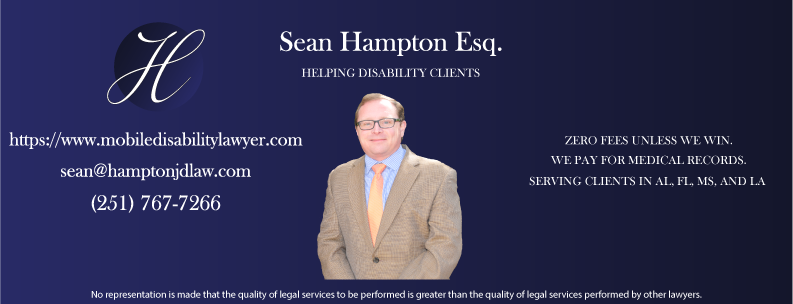 H
Sean Hampton Esq.
HELPING DISABILITY CLIENTS
https://www.mobiledisabilitylawyer.com
sean@hamptonjdlaw.com
(251) 767-7266
ZERO FEES UNLESS WE WIN.
WE PAY FOR MEDICAL RECORDS.
SERVING CLIENTS IN AL, FL, MS, AND LA
No representation is made that the quality of legal services to be performed is greater than the quality of legal services performed by other lawyers.